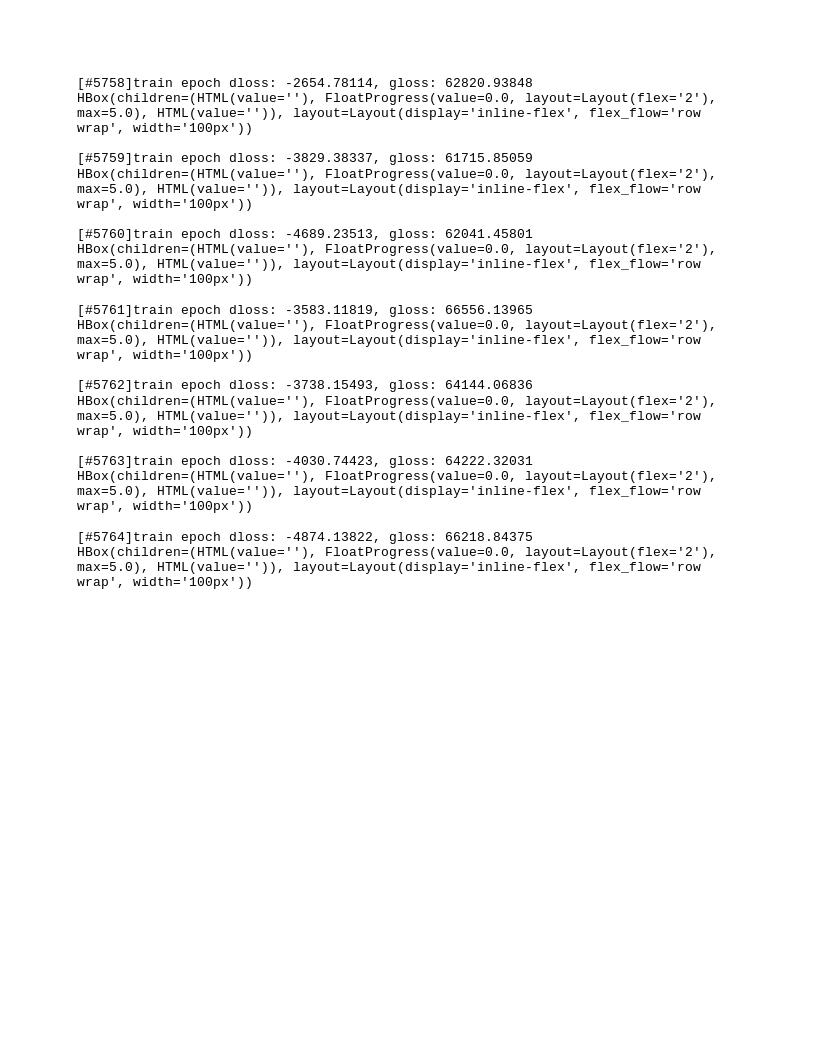 [#5758]train epoch dloss: -2654.78114, gloss: 62820.93848
HBox(children=(HTML(value=''), FloatProgress(value=0.0, layout=Layout(flex='2'),
max=5.0), HTML(value='')), layout=Layout(display='inline-flex', flex_flow='row
wrap', width='100px'))
[#5759]train epoch dloss: -3829.38337, gloss: 61715.85059
HBox(children=(HTML(value=''), FloatProgress(value=0.0, layout=Layout(flex='2'),
max=5.0), HTML(value='')), layout=Layout(display='inline-flex', flex_flow='row
wrap', width='100px'))
[#5760]train epoch dloss: -4689.23513, gloss: 62041.45801
HBox(children=(HTML(value=''), FloatProgress(value=0.0, layout=Layout(flex='2'),
max=5.0), HTML(value='')), layout=Layout(display='inline-flex', flex_flow='row
wrap', width='100px'))
[#5761]train epoch dloss: -3583.11819, gloss: 66556.13965
HBox(children=(HTML(value=''), FloatProgress(value=0.0, layout=Layout(flex='2'),
max=5.0), HTML(value='')), layout=Layout(display='inline-flex', flex_flow='row
wrap', width='100px'))
[#5762]train epoch dloss: -3738.15493, gloss: 64144.06836
HBox(children=(HTML(value=''), FloatProgress(value=0.0, layout=Layout(flex='2'),
max=5.0), HTML(value='')), layout=Layout(display='inline-flex', flex_flow='row
wrap', width='100px'))
[#5763]train epoch dloss: -4030.74423, gloss: 64222.32031
HBox(children=(HTML(value=''), FloatProgress(value=0.0, layout=Layout(flex='2'),
max=5.0), HTML(value='')), layout=Layout(display='inline-flex', flex_flow='row
wrap', width='100px'))
[#5764]train epoch dloss: -4874.13822, gloss: 66218.84375
HBox(children=(HTML(value=''), FloatProgress(value=0.0, layout=Layout(flex='2'),
max=5.0), HTML(value='')), layout=Layout(display='inline-flex', flex_flow='row
wrap', width='100px'))